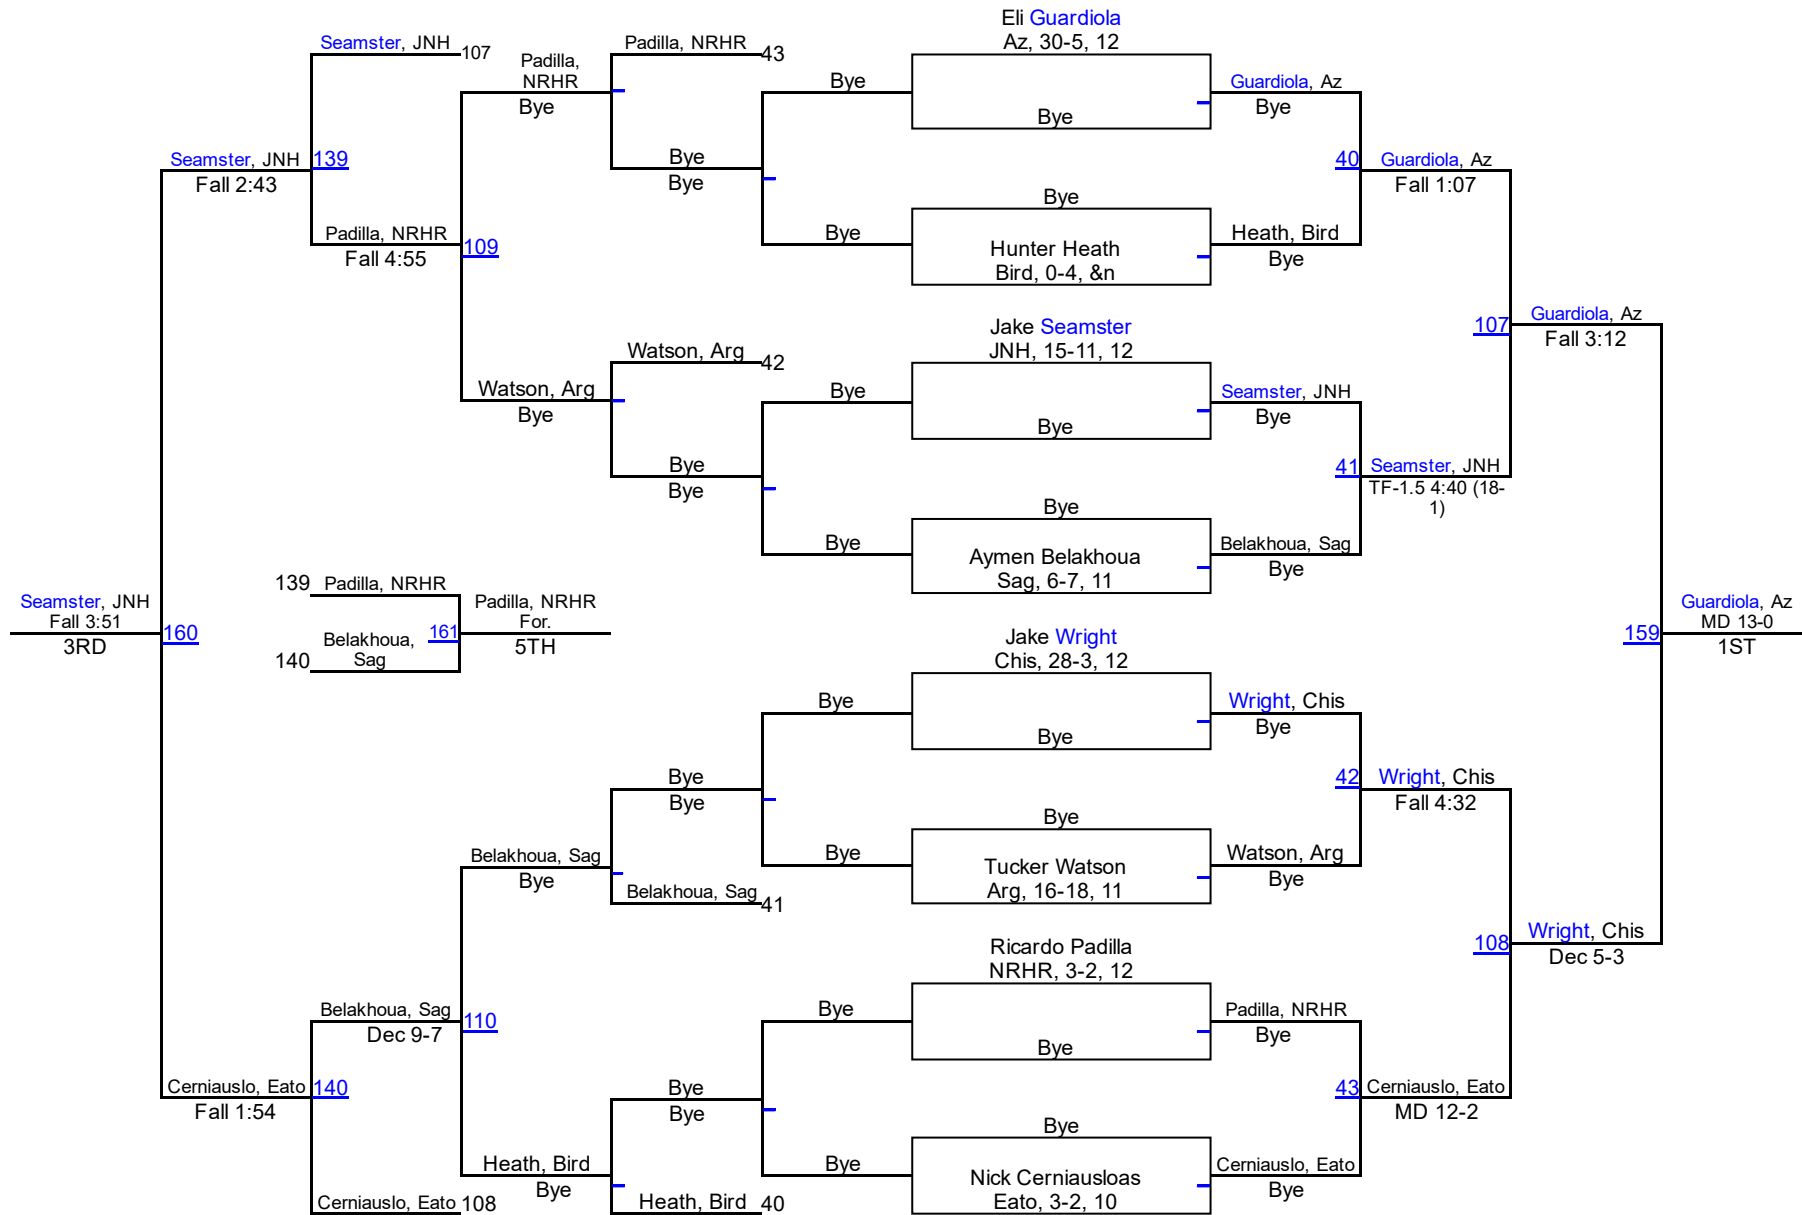 Eli Guardiola
Az, 30-5, 12
Seamster, JNH
107
Padilla, NRHR
43
Padilla,
NRHR
Bye
Bye
Bye
Guardiola, Az
Bye
Seamster, JNH
139
Fall 2:43
Bye
Bye
40
Guardiola, Az
Fall 1:07
Bye
Padilla, NRHR
109
Fall 4:55
Bye
Hunter Heath
Bird, 0-4, &n
Heath, Bird
Bye
Guardiola, Az
107
Fall 3:12
Jake Seamster
JNH, 15-11, 12
Watson, Arg
42
Watson, Arg
Bye
Bye
Bye
Seamster, JNH
Bye
Bye
Bye
41
Seamster, JNH
TF-1.5 4:40 (18-
1)
Bye
Bye
Aymen Belakhoua
Sag, 6-7, 11
Belakhoua, Sag
Bye
139
Padilla, NRHR
Seamster, JNH
Fall 3:51
160
3RD
Belakhoua,
Sag
140
161
Padilla, NRHR
For.
5TH
Guardiola, Az
MD 13-0
159
1ST
Jake Wright
Chis, 28-3, 12
Bye
Bye
Wright, Chis
Bye
Bye
Bye
42
Wright, Chis
Fall 4:32
Bye
Belakhoua, Sag
Bye
Bye
Tucker Watson
Arg, 16-18, 11
Watson, Arg
Bye
Belakhoua, Sag
41
108
Wright, Chis
Dec 5-3
Ricardo Padilla
NRHR, 3-2, 12
Belakhoua, Sag
110
Dec 9-7
Bye
Bye
Padilla, NRHR
Bye
Cerniauslo, Eato
140
Fall 1:54
Bye
Bye
43
Cerniauslo, Eato
MD 12-2
Bye
Heath, Bird
Bye
Bye
Nick Cerniausloas
Eato, 3-2, 10
Cerniauslo, Eato
Bye
Cerniauslo, Eato
108
Heath, Bird
40